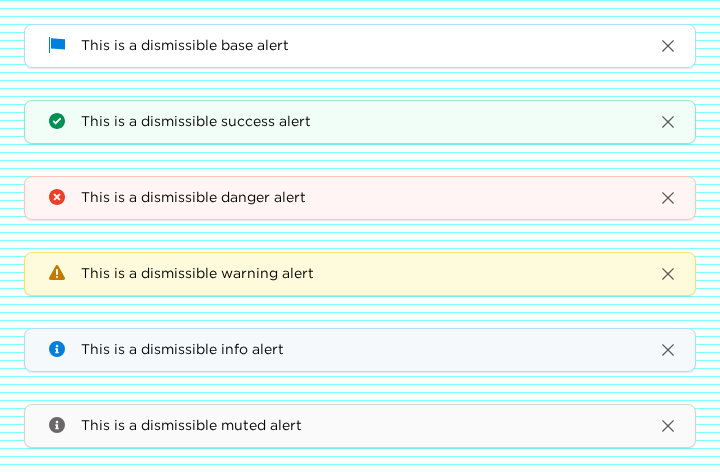 This is a dismissible base alert
This is a dismissible success alert
This is a dismissible danger alert
This is a dismissible warning alert
This is a dismissible info alert
This is a dismissible muted alert